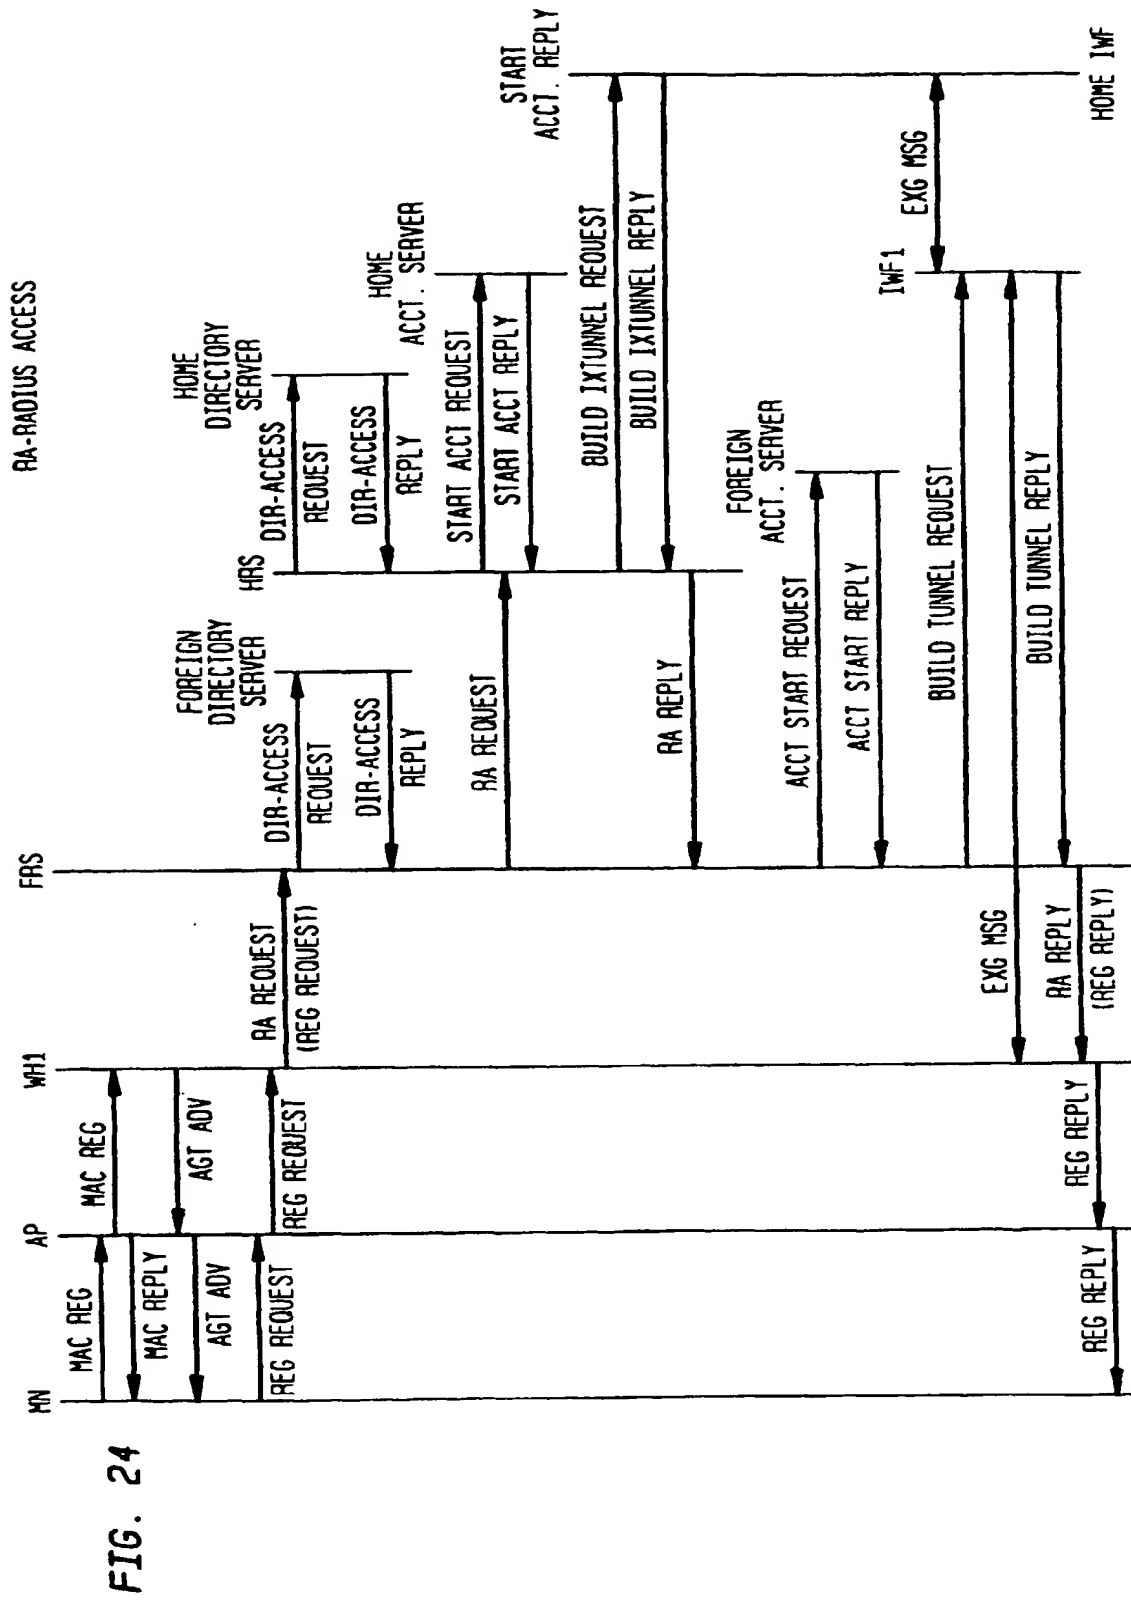 FIG. 24
RA-RADIUS ACCESS
MN
AP
WH1
FRS
MAC REG
MAC REG
MAC REPLY
AGT ADV
AGT ADV
REG REQUEST
REG REQUEST
RA REQUEST
(REG REQUEST)
FOREIGN
DIRECTORY
SERVER
DIR-ACCESS
REQUEST
DIR-ACCESS
REPLY
HRS
HOME
DIRECTORY
SERVER
DIR-ACCESS
REQUEST
DIR-ACCESS
REPLY
RA REQUEST
HOME
ACCT. SERVER
START ACCT REQUEST
START ACCT REPLY
START
ACCT. REPLY
BUILD IXTUNNEL REQUEST
BUILD IXTUNNEL REPLY
RA REPLY
FOREIGN
ACCT. SERVER
ACCT START REQUEST
ACCT START REPLY
IWF1
EXG MSG
BUILD TUNNEL REQUEST
EXG MSG
BUILD TUNNEL REPLY
RA REPLY
(REG REPLY)
REG REPLY
REG REPLY
HOME IWF